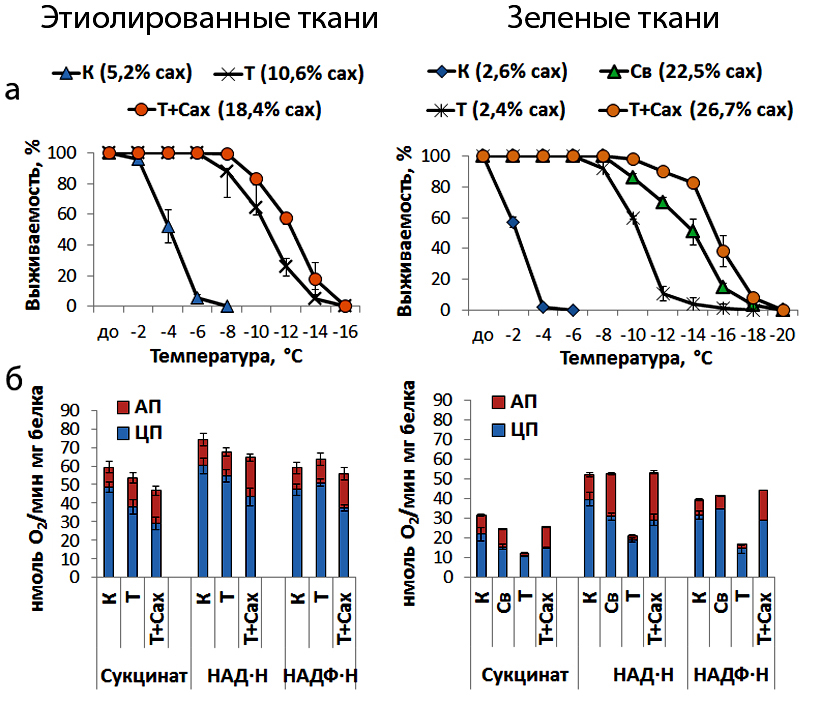 Этиолированные ткани
Зеленые ткани
а
К (5,2% сах)
Т (10,6% сах)
Т+Сах (18,4% сах)
Выживаемость, %
100
80
60
40
20
0
до -2 -4 -6 -8 -10 -12 -14 -16
Температура, °С
К (2,6% сах)
Св (22,5% сах)
Т (2,4% сах)
Т+Сах (26,7% сах)
Выживаемость, %
100
80
60
40
20
0
до -2 -4 -6 -8 -10 -12 -14 -16 -18 -20
Температура, °С
б
АП
ЦП
нмоль О₂/мин мг белка
90
80
70
60
50
40
30
20
10
0
К Т Т+Сах К Т Т+Сах К Т Т+Сах
Сукцинат НАД·Н НАДФ·Н
АП
ЦП
нмоль О₂/мин мг белка
90
80
70
60
50
40
30
20
10
0
К Св Т Т+Сах К Св Т Т+Сах К Св Т Т+Сах
Сукцинат НАД·Н НАДФ·Н